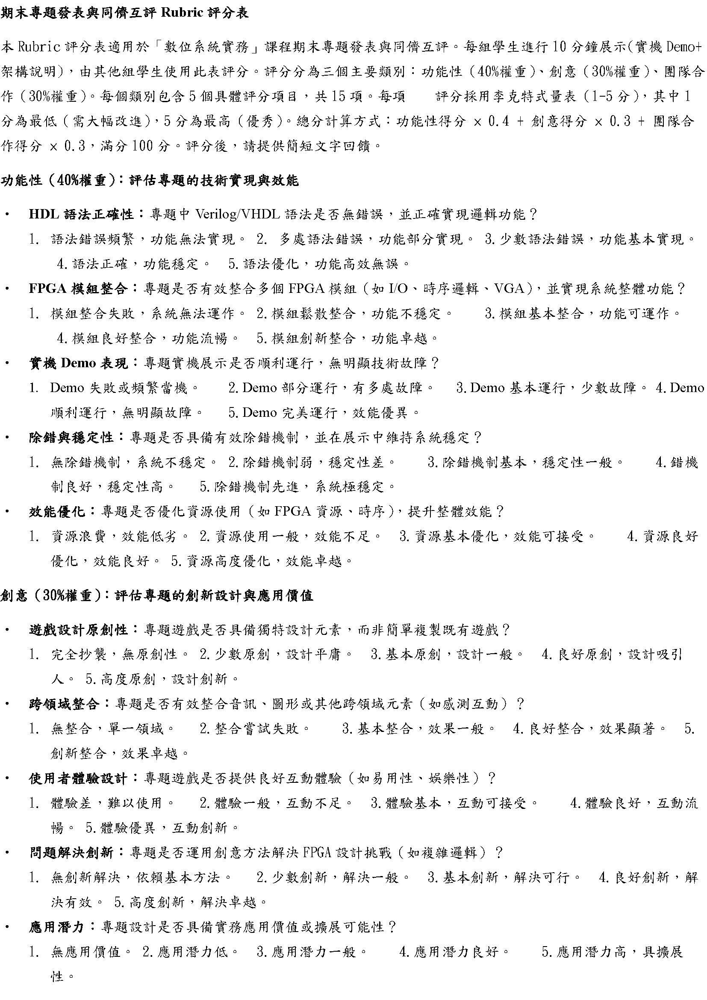 期末專題發表與同儕互評 Rubric 評分表
本 Rubric 評分表適用於「數位系統實務」課程期末專題發表與同儕互評。每組學生進行 10 分鐘展示(實機 Demo+
架構說明)，由其他組學生使用此表評分。評分分為三個主要類別：功能性（40%權重）、創意（30%權重）、團隊合
作（30%權重）。每個類別包含 5 個具體評分項目，共 15 項。每項 評分採用李克特式量表（1-5 分），其中 1
分為最低（需大幅改進），5 分為最高（優秀）。總分計算方式：功能性得分 × 0.4 + 創意得分 × 0.3 + 團隊合
作得分 × 0.3，滿分 100 分。評分後，請提供簡短文字回饋。
功能性（40%權重）：評估專題的技術實現與效能
• HDL 語法正確性：專題中 Verilog/VHDL 語法是否無錯誤，並正確實現邏輯功能？
1. 語法錯誤頻繁，功能無法實現。 2. 多處語法錯誤，功能部分實現。 3.少數語法錯誤，功能基本實現。
4.語法正確，功能穩定。 5.語法優化，功能高效無誤。
• FPGA 模組整合：專題是否有效整合多個 FPGA 模組（如 I/O、時序邏輯、VGA），並實現系統整體功能？
1. 模組整合失敗，系統無法運作。 2.模組鬆散整合，功能不穩定。 3.模組基本整合，功能可運作。
4.模組良好整合，功能流暢。 5.模組創新整合，功能卓越。
• 實機 Demo 表現：專題實機展示是否順利運行，無明顯技術故障？
1. Demo 失敗或頻繁當機。 2.Demo 部分運行，有多處故障。 3.Demo 基本運行，少數故障。 4.Demo
順利運行，無明顯故障。 5.Demo 完美運行，效能優異。
• 除錯與穩定性：專題是否具備有效除錯機制，並在展示中維持系統穩定？
1. 無除錯機制，系統不穩定。 2.除錯機制弱，穩定性差。 3.除錯機制基本，穩定性一般。 4.錯機
制良好，穩定性高。 5.除錯機制先進，系統極穩定。
• 效能優化：專題是否優化資源使用（如 FPGA 資源、時序），提升整體效能？
1. 資源浪費，效能低劣。 2.資源使用一般，效能不足。 3.資源基本優化，效能可接受。 4.資源良好
優化，效能良好。 5.資源高度優化，效能卓越。
創意（30%權重）：評估專題的創新設計與應用價值
• 遊戲設計原創性：專題遊戲是否具備獨特設計元素，而非簡單複製既有遊戲？
1. 完全抄襲，無原創性。 2.少數原創，設計平庸。 3.基本原創，設計一般。 4.良好原創，設計吸引
人。 5.高度原創，設計創新。
• 跨領域整合：專題是否有效整合音訊、圖形或其他跨領域元素（如感測互動）？
1. 無整合，單一領域。 2.整合嘗試失敗。 3.基本整合，效果一般。 4.良好整合，效果顯著。 5.
創新整合，效果卓越。
• 使用者體驗設計：專題遊戲是否提供良好互動體驗（如易用性、娛樂性）？
1. 體驗差，難以使用。 2.體驗一般，互動不足。 3.體驗基本，互動可接受。 4.體驗良好，互動流
暢。 5.體驗優異，互動創新。
• 問題解決創新：專題是否運用創意方法解決 FPGA 設計挑戰（如複雜邏輯）？
1. 無創新解決，依賴基本方法。 2.少數創新，解決一般。 3.基本創新，解決可行。 4.良好創新，解
決有效。 5.高度創新，解決卓越。
• 應用潛力：專題設計是否具備實務應用價值或擴展可能性？
1. 無應用價值。 2.應用潛力低。 3.應用潛力一般。 4.應用潛力良好。 5.應用潛力高，具擴展
性。